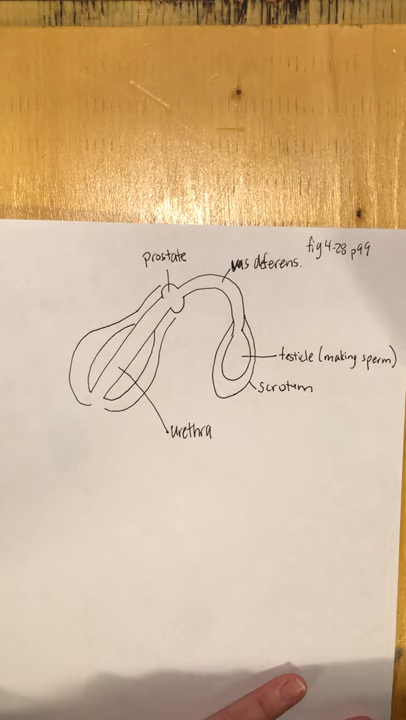 fig 4-28 p99
prostate
vas deferens.
testicle (making sperm)
scrotum
urethra